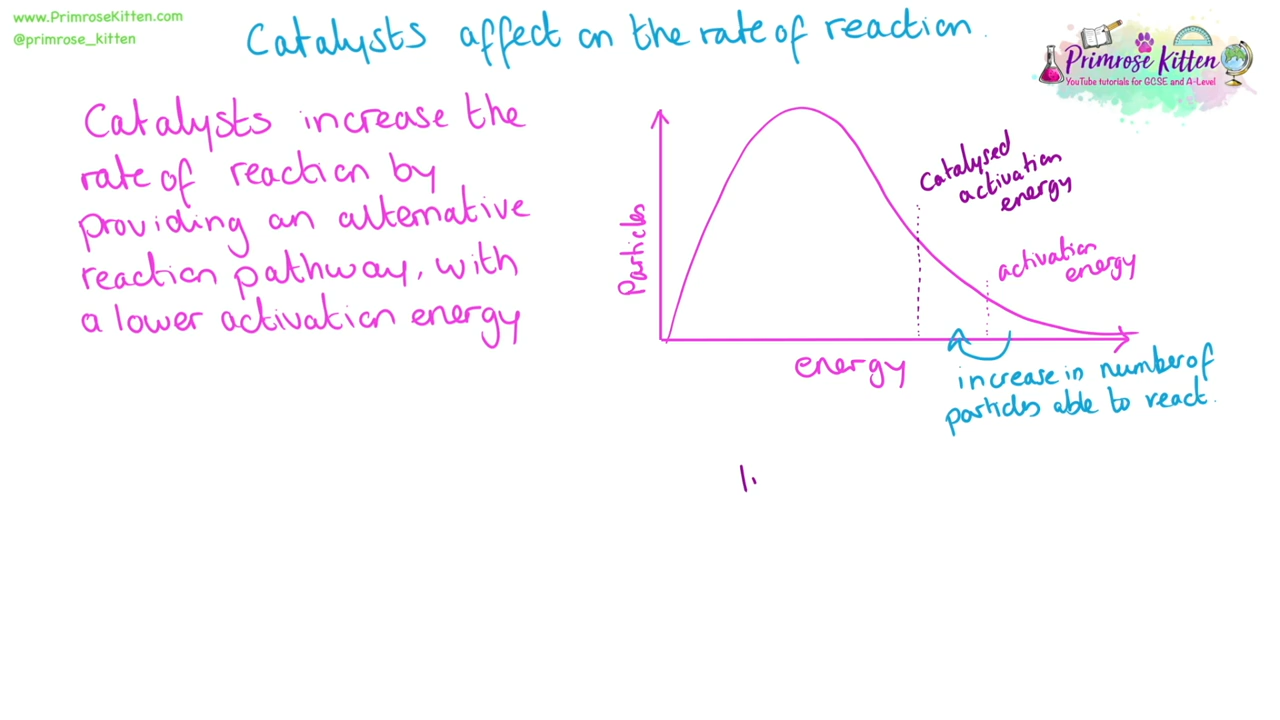 www.PrimroseKitten.com
@primrose_kitten
Catalysts affect on the rate of reaction.
Primrose Kitten
YouTube tutorials for GCSE and A-Level
Catalysts increase the
rate of reaction by
providing an alternative
reaction pathway, with
a lower activation energy
Particles
catalysed
activation
energy
activation
energy
energy
increase in number of
particles able to react.